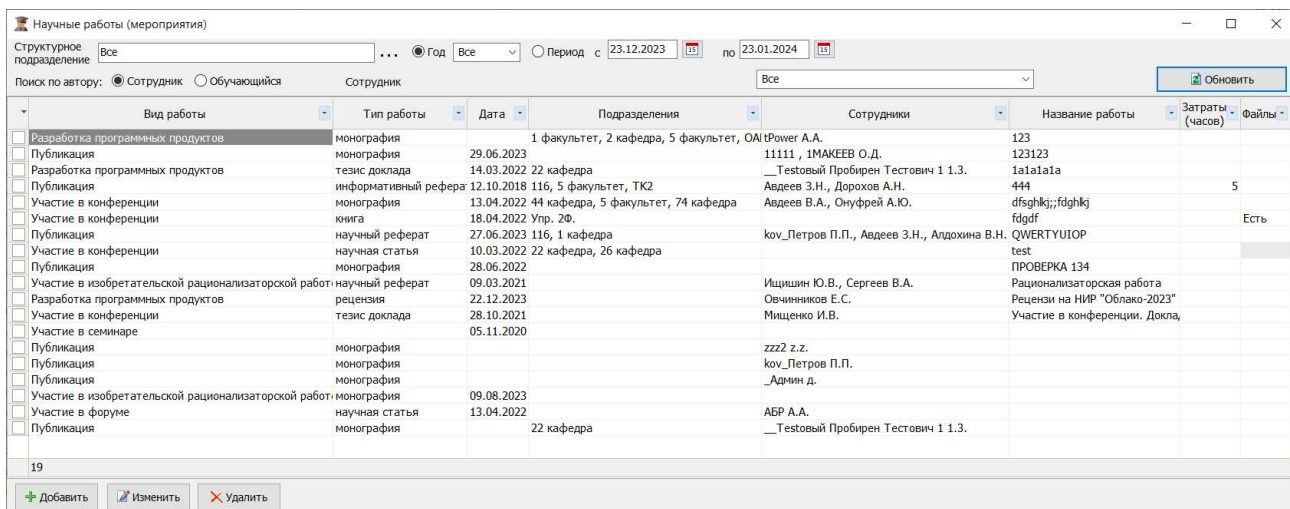 Научные работы (мероприятия)
Структурное подразделение Все ... Год Все Период с 23.12.2023 15 по 23.01.2024 15
Поиск по автору: Сотрудник Обучающийся Сотрудник Все Обновить
Вид работы Тип работы Дата Подразделения Сотрудники Название работы Затраты (часов) Файлы
Разработка программных продуктов монография 1 факультет, 2 кафедра, 5 факультет, ОА tPower А.А. 123
Публикация монография 29.06.2023 11111 , 1МАКЕЕВ О.Д. 123123
Разработка программных продуктов тезис доклада 14.03.2022 22 кафедра __Testовый Пробирен Тестович 1 1.3. 1a1a1a1a
Публикация информативный рефера 12.10.2018 116, 5 факультет, ТК2 Авдеев З.Н., Дорохов А.Н. 444 5
Участие в конференции монография 13.04.2022 44 кафедра, 5 факультет, 74 кафедра Авдеев В.А., Онуфрей А.Ю. dfsghlkj;;fdghlkj
Участие в конференции книга 18.04.2022 Упр. 2Ф. fdgdf Есть
Публикация научный реферат 27.06.2023 116, 1 кафедра kov_Петров П.П., Авдеев З.Н., Алдохина В.Н. QWERTYUIOP
Участие в конференции научная статья 10.03.2022 22 кафедра, 26 кафедра test
Публикация монография 28.06.2022 ПРОВЕРКА 134
Участие в изобретательской рационализаторской работ научный реферат 09.03.2021 Ищишин Ю.В., Сергеев В.А. Рационализаторская работа
Разработка программных продуктов рецензия 22.12.2023 Овчинников Е.С. Рецензи на НИР "Облако-2023"
Участие в конференции тезис доклада 28.10.2021 Мищенко И.В. Участие в конференции. Докла
Участие в семинаре 05.11.2020
Публикация монография zzz2 z.z.
Публикация монография kov_Петров П.П.
Публикация монография _Админ д.
Участие в изобретательской рационализаторской работ монография 09.08.2023
Участие в форуме научная статья 13.04.2022 АБР А.А.
Публикация монография 22 кафедра __Testовый Пробирен Тестович 1 1.3.
19
Добавить Изменить Удалить